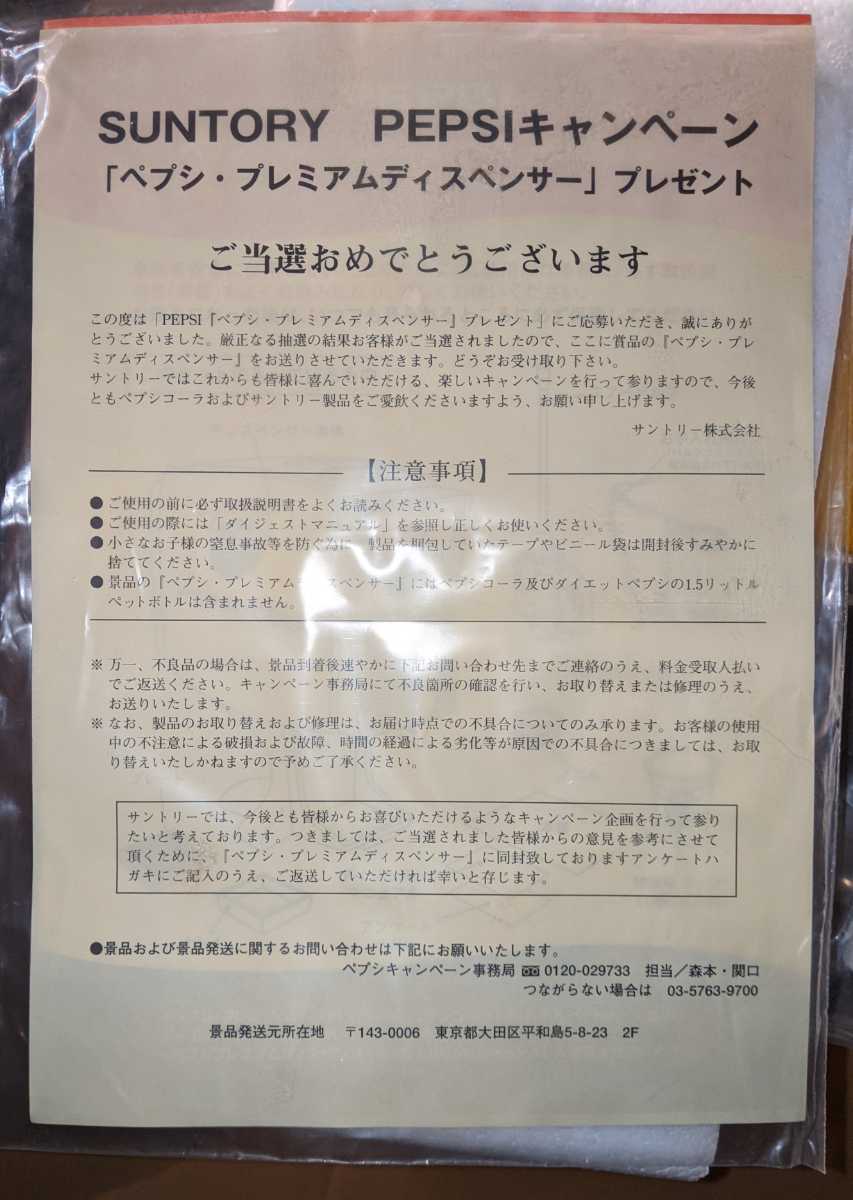 SUNTORY PEPSIキャンペーン
「ペプシ・プレミアムディスペンサー」プレゼント
ご当選おめでとうございます
この度は「PEPSI『ペプシ・プレミアムディスペンサー』プレゼント」にご応募いただき、誠にありが
とうございました。厳正なる抽選の結果お客様がご当選されましたので、ここに賞品の『ペプシ・プレ
ミアムディスペンサー』をお送りさせていただきます。どうぞお受け取り下さい。
サントリーではこれからも皆様に喜んでいただける、楽しいキャンペーンを行って参りますので、今後
ともペプシコーラおよびサントリー製品をご愛飲くださいますよう、お願い申し上げます。
サントリー株式会社
【注意事項】
●ご使用の前に必ず取扱説明書をよくお読みください。
●ご使用の際には「ダイジェストマニュアル」を参照し正しくお使いください。
●小さなお子様の窒息事故等を防ぐ為に、製品を梱包していたテープやビニール袋は開封後すみやかに
捨ててください。
●景品の『ペプシ・プレミアムディスペンサー』にはペプシコーラ及びダイエットペプシの1.5リットル
ペットボトルは含まれません。
※ 万一、不良品の場合は、景品到着後速やかに下記お問い合わせ先までご連絡のうえ、料金受取人払い
でご返送ください。キャンペーン事務局にて不良箇所の確認を行い、お取り替えまたは修理のうえ、
お送りいたします。
※ なお、製品のお取り替えおよび修理は、お届け時点での不具合についてのみ承ります。お客様の使用
中の不注意による破損および故障、時間の経過による劣化等が原因での不具合につきましては、お取
り替えいたしかねますので予めご了承ください。
サントリーでは、今後とも皆様からお喜びいただけるようなキャンペーン企画を行って参り
たいと考えております。つきましては、ご当選されました皆様からの意見を参考にさせて
頂くために、『ペプシ・プレミアムディスペンサー』に同封致しておりますアンケートハ
ガキにご記入のうえ、ご返送していただければ幸いと存じます。
●景品および景品発送に関するお問い合わせは下記にお願いいたします。
ペプシキャンペーン事務局 0120-029733 担当／森本・関口
つながらない場合は 03-5763-9700
景品発送元所在地 〒143-0006 東京都大田区平和島5-8-23 2F